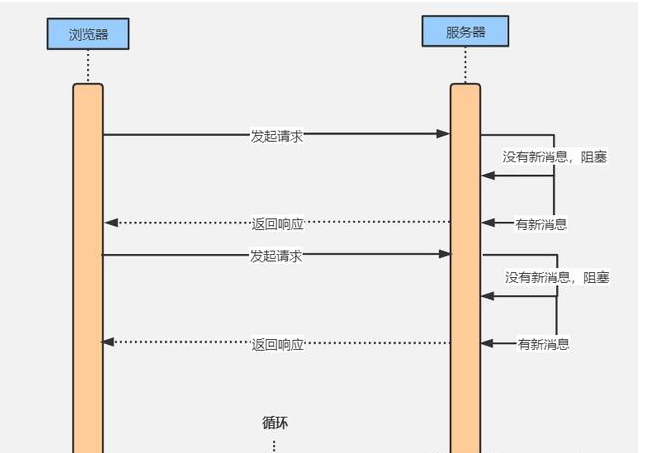 浏览器
服务器
发起请求
没有新消息，阻塞
返回响应
有新消息
发起请求
没有新消息，阻塞
返回响应
有新消息
循环